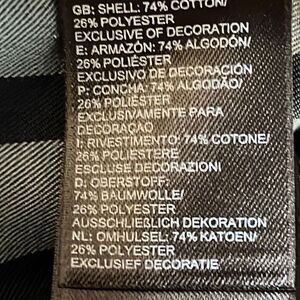 GB: SHELL: 74% COTTON/
26% POLYESTER
EXCLUSIVE OF DECORATION
E: ARMAZÓN: 74% ALGODÓN/
26% POLIÉSTER
EXCLUSIVO DE DECORACIÓN
P: CONCHA: 74% ALGODÃO/
26% POLIÉSTER
EXCLUSIVAMENTE PARA
DECORAÇAO
I: RIVESTIMENTO: 74% COTONE/
26% POLIESTERE
ESCLUSE DECORAZIONI
D: OBERSTOFF:
74% BAUMWOLLE/
26% POLYESTER
AUSSCHLIEßLICH DEKORATION
NL: OMHULSEL: 74% KATOEN/
26% POLYESTER
EXCLUSIEF DECORATIE